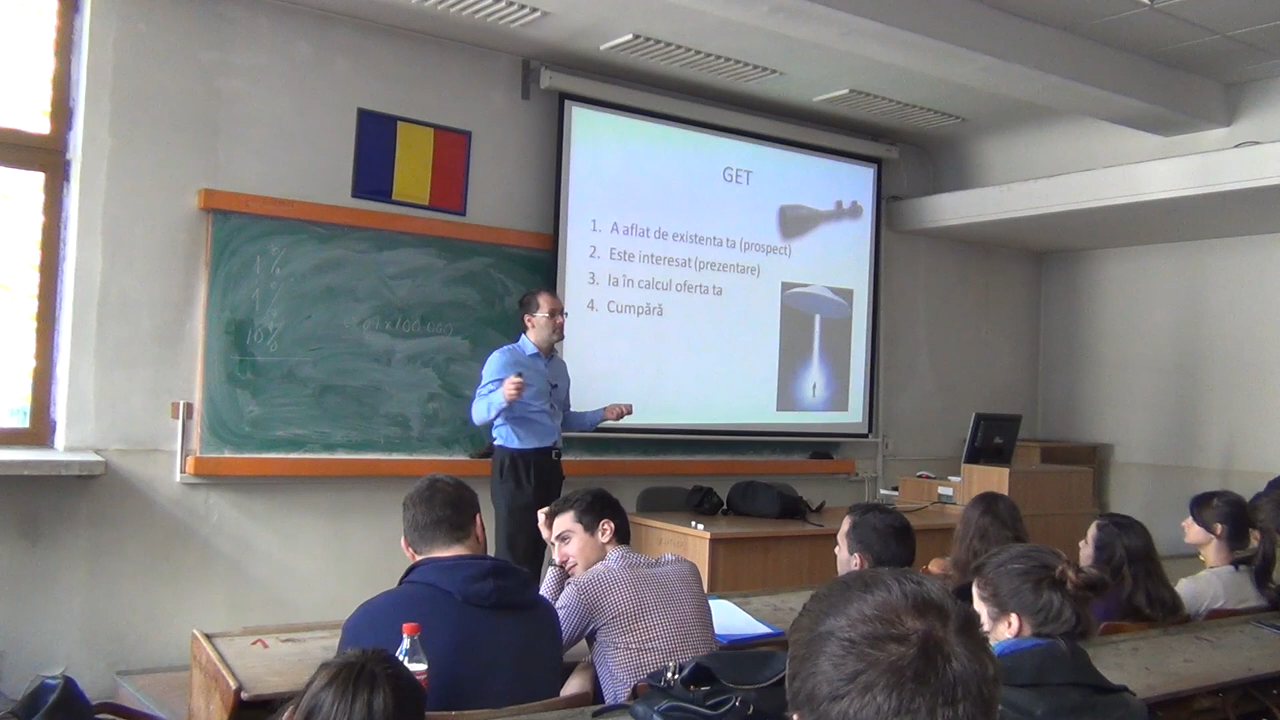 GET
1. A aflat de existenta ta (prospect)
2. Este interesat (prezentare)
3. Ia în calcul oferta ta
4. Cumpără
10%